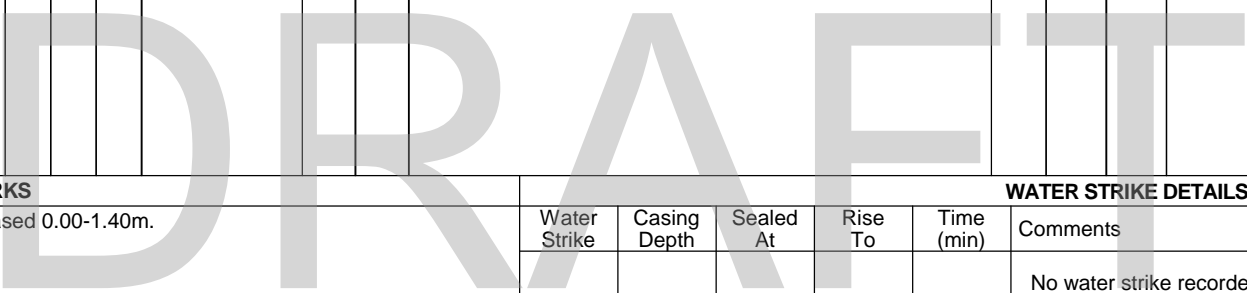 DRAFT
RKS
WATER STRIKE DETAILS
ased 0.00-1.40m.
Water Strike
Casing Depth
Sealed At
Rise To
Time (min)
Comments
No water strike recorde